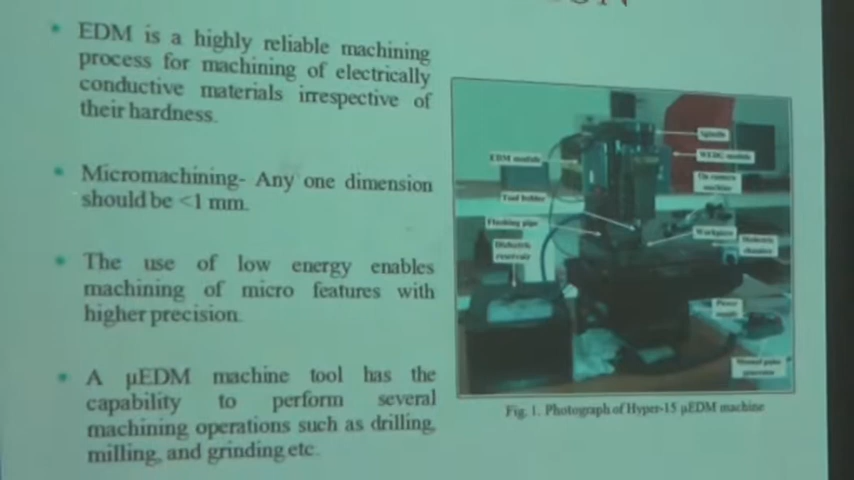 EDM is a highly reliable machining
process for machining of electrically
conductive materials irrespective of
their hardness.
Micromachining- Any one dimension
should be <1 mm.
The use of low energy enables
machining of micro features with
higher precision.
A µEDM machine tool has the
capability to perform several
machining operations such as drilling,
milling, and grinding etc.
Spindle
EDM module
WEDG module
Tool holder
Flushing pipe
Workpiece
Dielectric
reservoir
Dielectric
chamber
Power
supply
generator
Fig. 1. Photograph of Hyper-15 µEDM machine